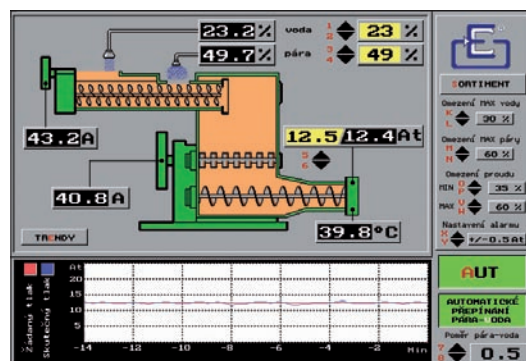 23.2% voda 1 2 23 %
49.7% pára 3 4 49 %
SORTIMENT
Omezení MAX vody
K L 30 %
Omezení MAX páry
M N 60 %
Omezení proudu
MIN O P 35 %
MAX U W 60 %
Nastavení alarmu
X Y +/-0.5At
43.2A
12.5/12.4At
5 6
40.8A
39.8°C
TRENDY
AUT
AUTOMATICKÉ
PŘEPÍNÁNÍ
PÁRA-VODA
Poměr pára-voda
7 8 0.5
Žádaný tlak
Skutečný tlak
At
20
15
10
5
-14 -12 -10 -8 -6 -4 -2 Min